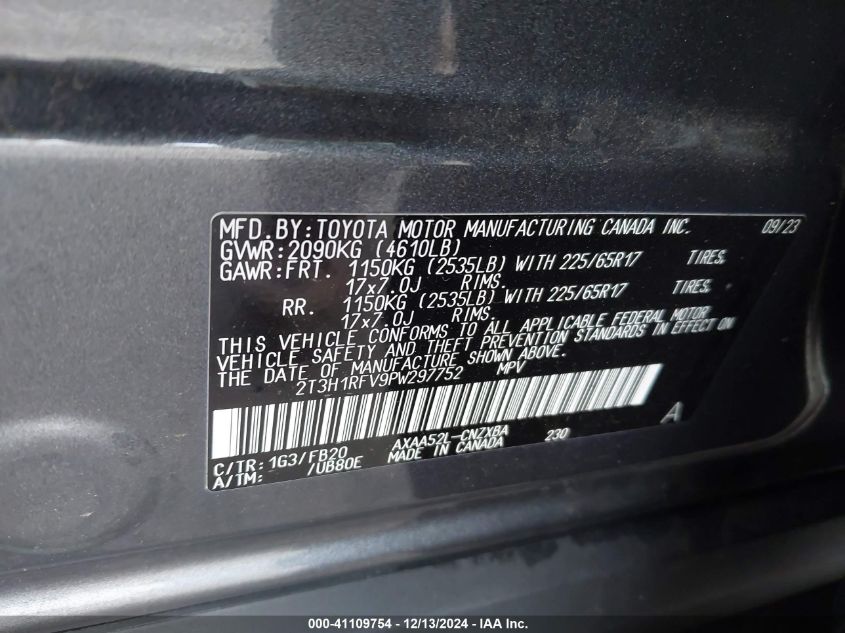 MFD.BY:TOYOTA MOTOR MANUFACTURING CANADA INC. 09/23
GVWR:2090KG (4610LB)
GAWR:FRT. 1150KG (2535LB) WITH 225/65R17 TIRES,
17x7.0J RIMS.
RR. 1150KG (2535LB) WITH 225/65R17 TIRES,
17x7.0J RIMS.
THIS VEHICLE CONFORMS TO ALL APPLICABLE FEDERAL MOTOR
VEHICLE SAFETY AND THEFT PREVENTION STANDARDS IN EFFECT ON
THE DATE OF MANUFACTURE SHOWN ABOVE.
2T3H1RFV9PW297752 MPV
A
C/TR: 1G3/FB20 AXAA52L-CNZXBA 230
A/TM: /UB80E MADE IN CANADA
000-41109754 - 12/13/2024 - IAA Inc.